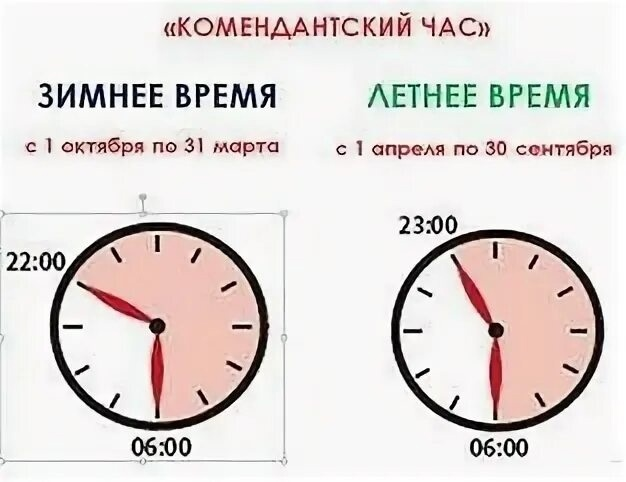 «КОМЕНДАНТСКИЙ ЧАС»
ЗИМНЕЕ ВРЕМЯ
с 1 октября по 31 марта
22:00
06:00
ЛЕТНЕЕ ВРЕМЯ
с 1 апреля по 30 сентября
23:00
06:00